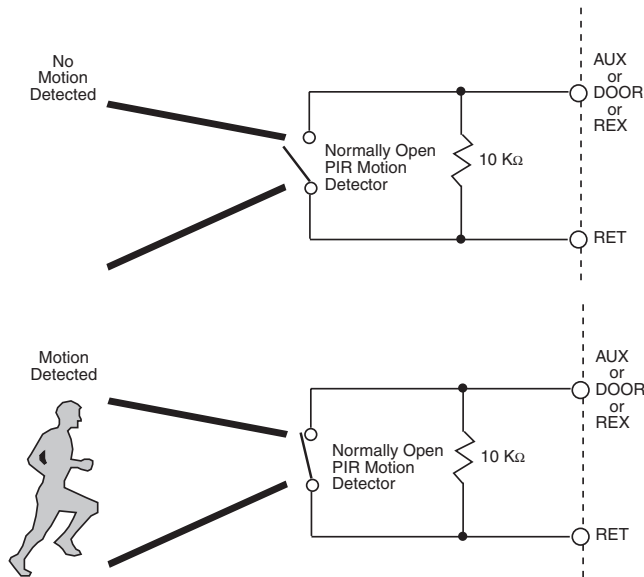 No
Motion
Detected
Normally Open
PIR Motion
Detector
10 KΩ
AUX
or
DOOR
or
REX
RET
Motion
Detected
Normally Open
PIR Motion
Detector
10 KΩ
AUX
or
DOOR
or
REX
RET